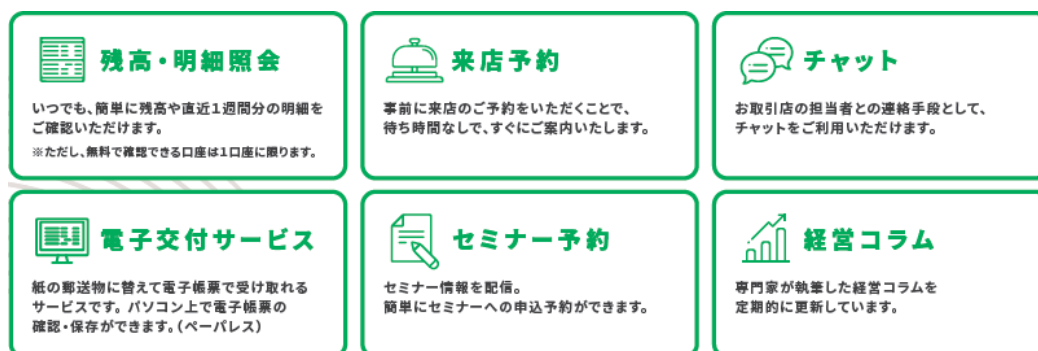 残高・明細照会
いつでも、簡単に残高や直近１週間分の明細を
ご確認いただけます。
※ただし、無料で確認できる口座は１口座に限ります。
来店予約
事前に来店のご予約をいただくことで、
待ち時間なしで、すぐにご案内いたします。
チャット
お取引店の担当者との連絡手段として、
チャットをご利用いただけます。
電子交付サービス
紙の郵送物に替えて電子帳票で受け取れる
サービスです。パソコン上で電子帳票の
確認・保存ができます。（ペーパレス）
セミナー予約
セミナー情報を配信。
簡単にセミナーへの申込予約ができます。
経営コラム
専門家が執筆した経営コラムを
定期的に更新しています。